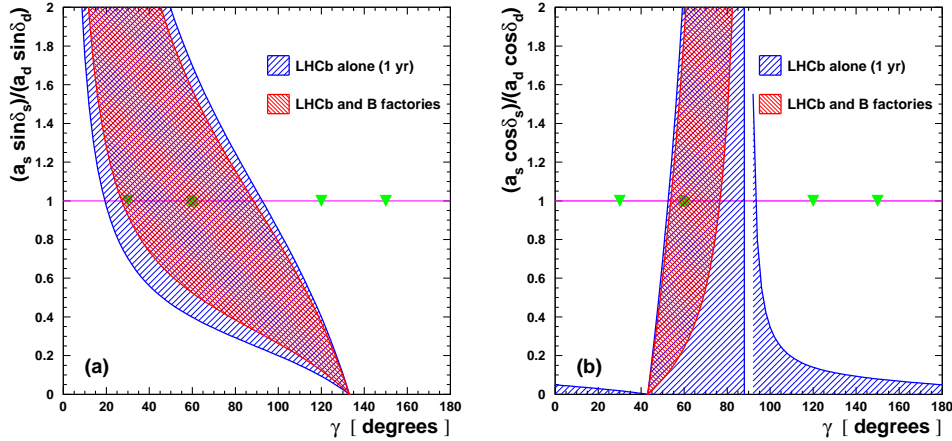 (a_s sinδ_s)/(a_d sinδ_d)
2
1.8
1.6
1.4
1.2
1
0.8
0.6
0.4
0.2
0
LHCb alone (1 yr)
LHCb and B factories
(a)
0 20 40 60 80 100 120 140 160 180
γ [ degrees]
(a_s cosδ_s)/(a_d cosδ_d)
2
1.8
1.6
1.4
1.2
1
0.8
0.6
0.4
0.2
0
LHCb alone (1 yr)
LHCb and B factories
(b)
0 20 40 60 80 100 120 140 160 180
γ [ degrees]